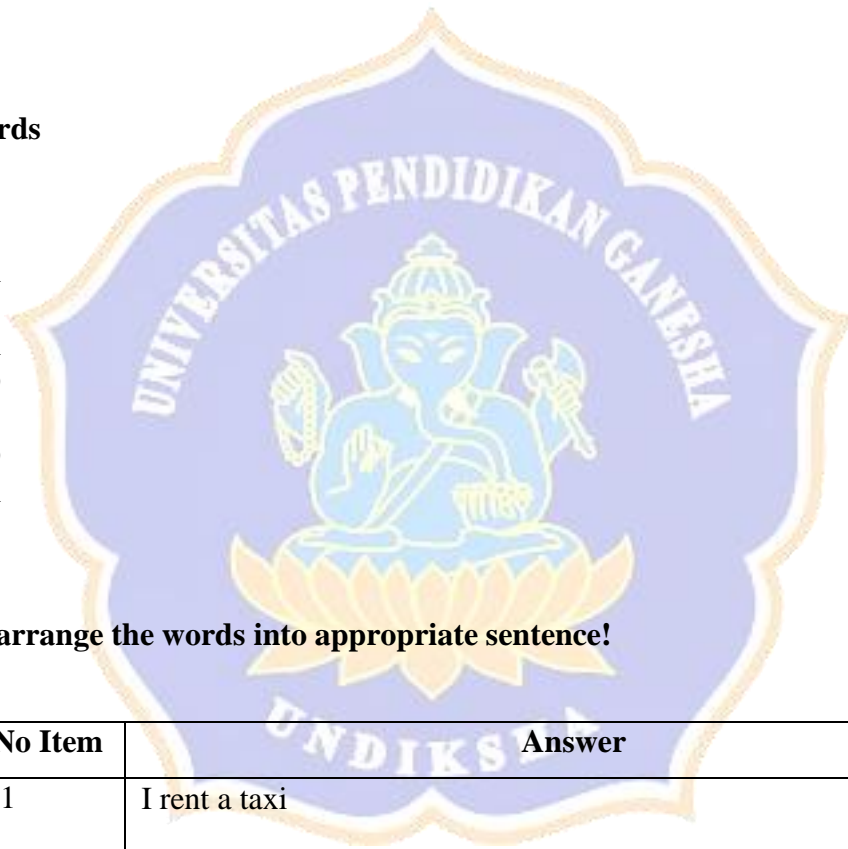 rds
UNIVERSITAS PENDIDIKAN GANESHA
arrange the words into appropriate sentence!
No Item Answer
UNDIKSHA
1 I rent a taxi